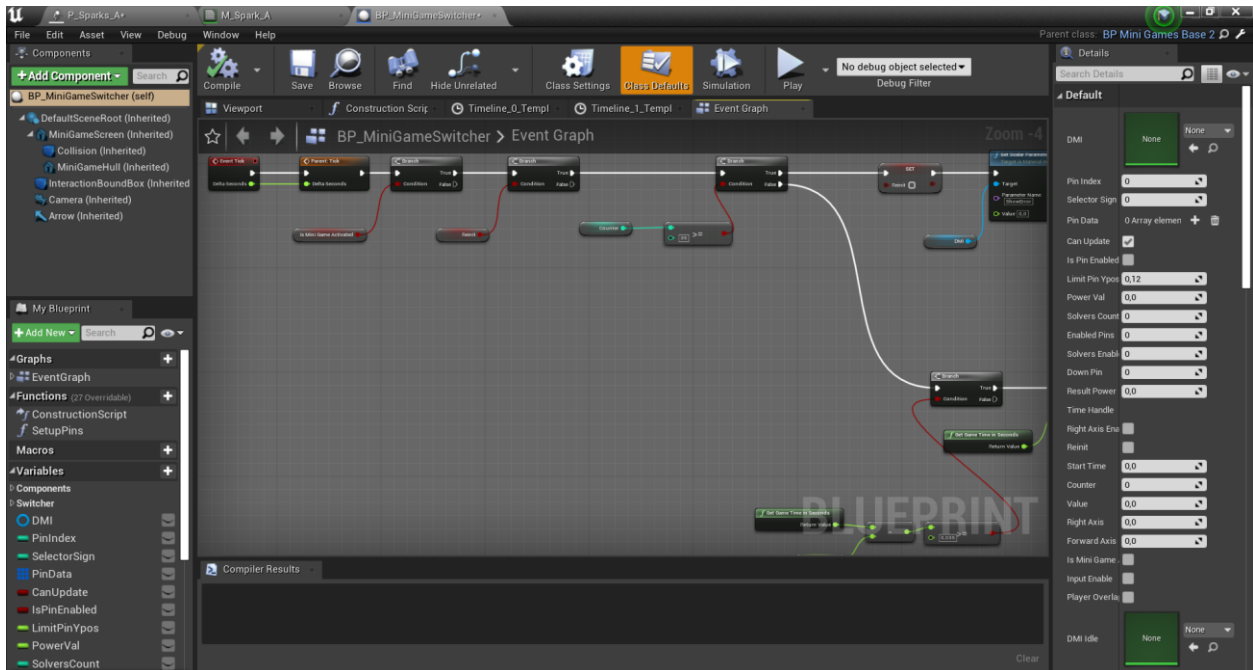 P_Sparks_A•
M_Spark_A
BP_MiniGameSwitcher•
File Edit Asset View Debug Window Help
Parent class: BP Mini Games Base 2
Components
+Add Component
Search
BP_MiniGameSwitcher (self)
DefaultSceneRoot (Inherited)
MiniGameScreen (Inherited)
Collision (Inherited)
MiniGameHull (Inherited)
InteractionBoundBox (Inherited
Camera (Inherited)
Arrow (Inherited)
My Blueprint
+Add New
Search
Graphs
EventGraph
Functions (27 Overridable)
ConstructionScript
SetupPins
Macros
Variables
Components
Switcher
DMI
PinIndex
SelectorSign
PinData
CanUpdate
IsPinEnabled
LimitPinYpos
PowerVal
SolversCount
Compile
Save
Browse
Find
Hide Unrelated
Class Settings
Class Defaults
Simulation
Play
No debug object selected
Debug Filter
Viewport
Construction Scrip
Timeline_0_Templ
Timeline_1_Templ
Event Graph
BP_MiniGameSwitcher > Event Graph
Zoom -4
Event Tick
Delta Seconds
Parent: Tick
Delta Seconds
Branch
True
Condition False
Branch
True
Condition False
Branch
True
Condition False
SET
Reinit
Target
Parameter Name
ShowError
Value 0,0
Is Mini Game Activated
Reinit
Counter
DMI
Branch
True
Condition False
Get Game Time in Seconds
Return Value
Get Game Time in Seconds
Return Value
BLUEPRINT
Compiler Results
Clear
Details
Search Details
Default
DMI
None
None
Pin Index 0
Selector Sign 0
Pin Data 0 Array elemen
Can Update
Is Pin Enabled
Limit Pin Ypos 0,12
Power Val 0,0
Solvers Count 0
Enabled Pins 0
Solvers Enabl 0
Down Pin 0
Result Power 0,0
Time Handle
Right Axis Ena
Reinit
Start Time 0,0
Counter 0
Value 0,0
Right Axis 0,0
Forward Axis 0,0
Is Mini Game
Input Enable
Player Overla
DMI Idle
None
None